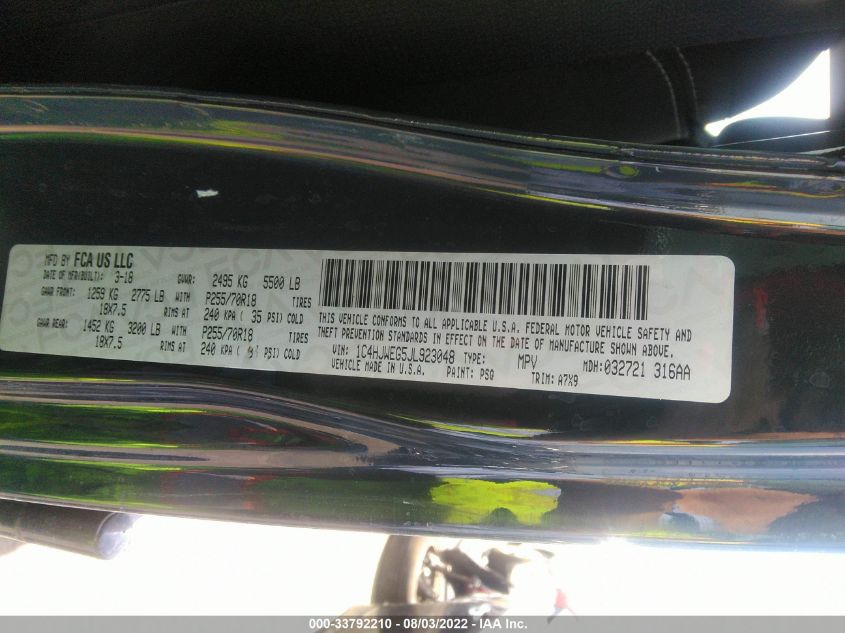 MFD BY FCA US LLC
DATE OF MFR(BUILT): 3-18 GVWR: 2495 KG 5500 LB
GAWR FRONT: 1259 KG 2775 LB WITH P255/70R18 TIRES
18X7.5 RIMS AT 240 KPA ( 35 PSI) COLD
GAWR REAR: 1452 KG 3200 LB WITH P255/70R18 TIRES
18X7.5 RIMS AT 240 KPA ( PSI) COLD
THIS VEHICLE CONFORMS TO ALL APPLICABLE U.S.A. FEDERAL MOTOR VEHICLE SAFETY AND
THEFT PREVENTION STANDARDS IN EFFECT ON THE DATE OF MANUFACTURE SHOWN ABOVE.
VIN: 1C4HJWEG5JL923048 TYPE: MPV MDH: 032721 316AA
VEHICLE MADE IN U.S.A. PAINT: PSQ TRIM: A7X9
000-33792210 - 08/03/2022 - IAA Inc.